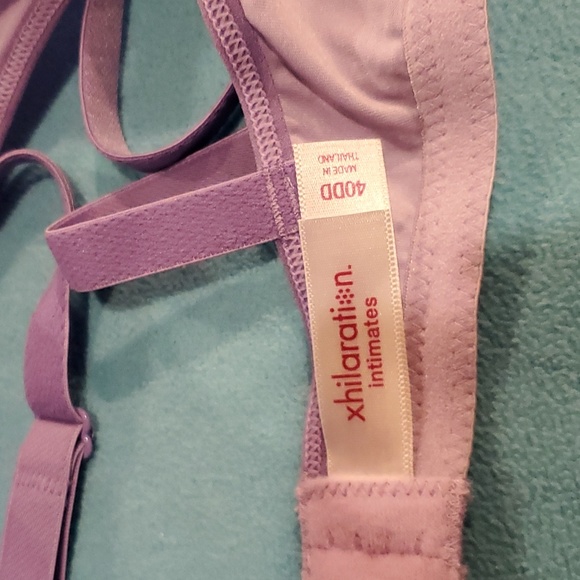 xhilaration.
intimates
40DD
MADE IN
THAILAND